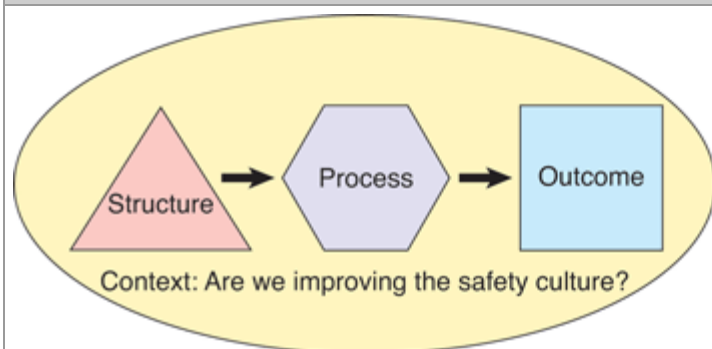 Structure
Process
Outcome
Context: Are we improving the safety culture?